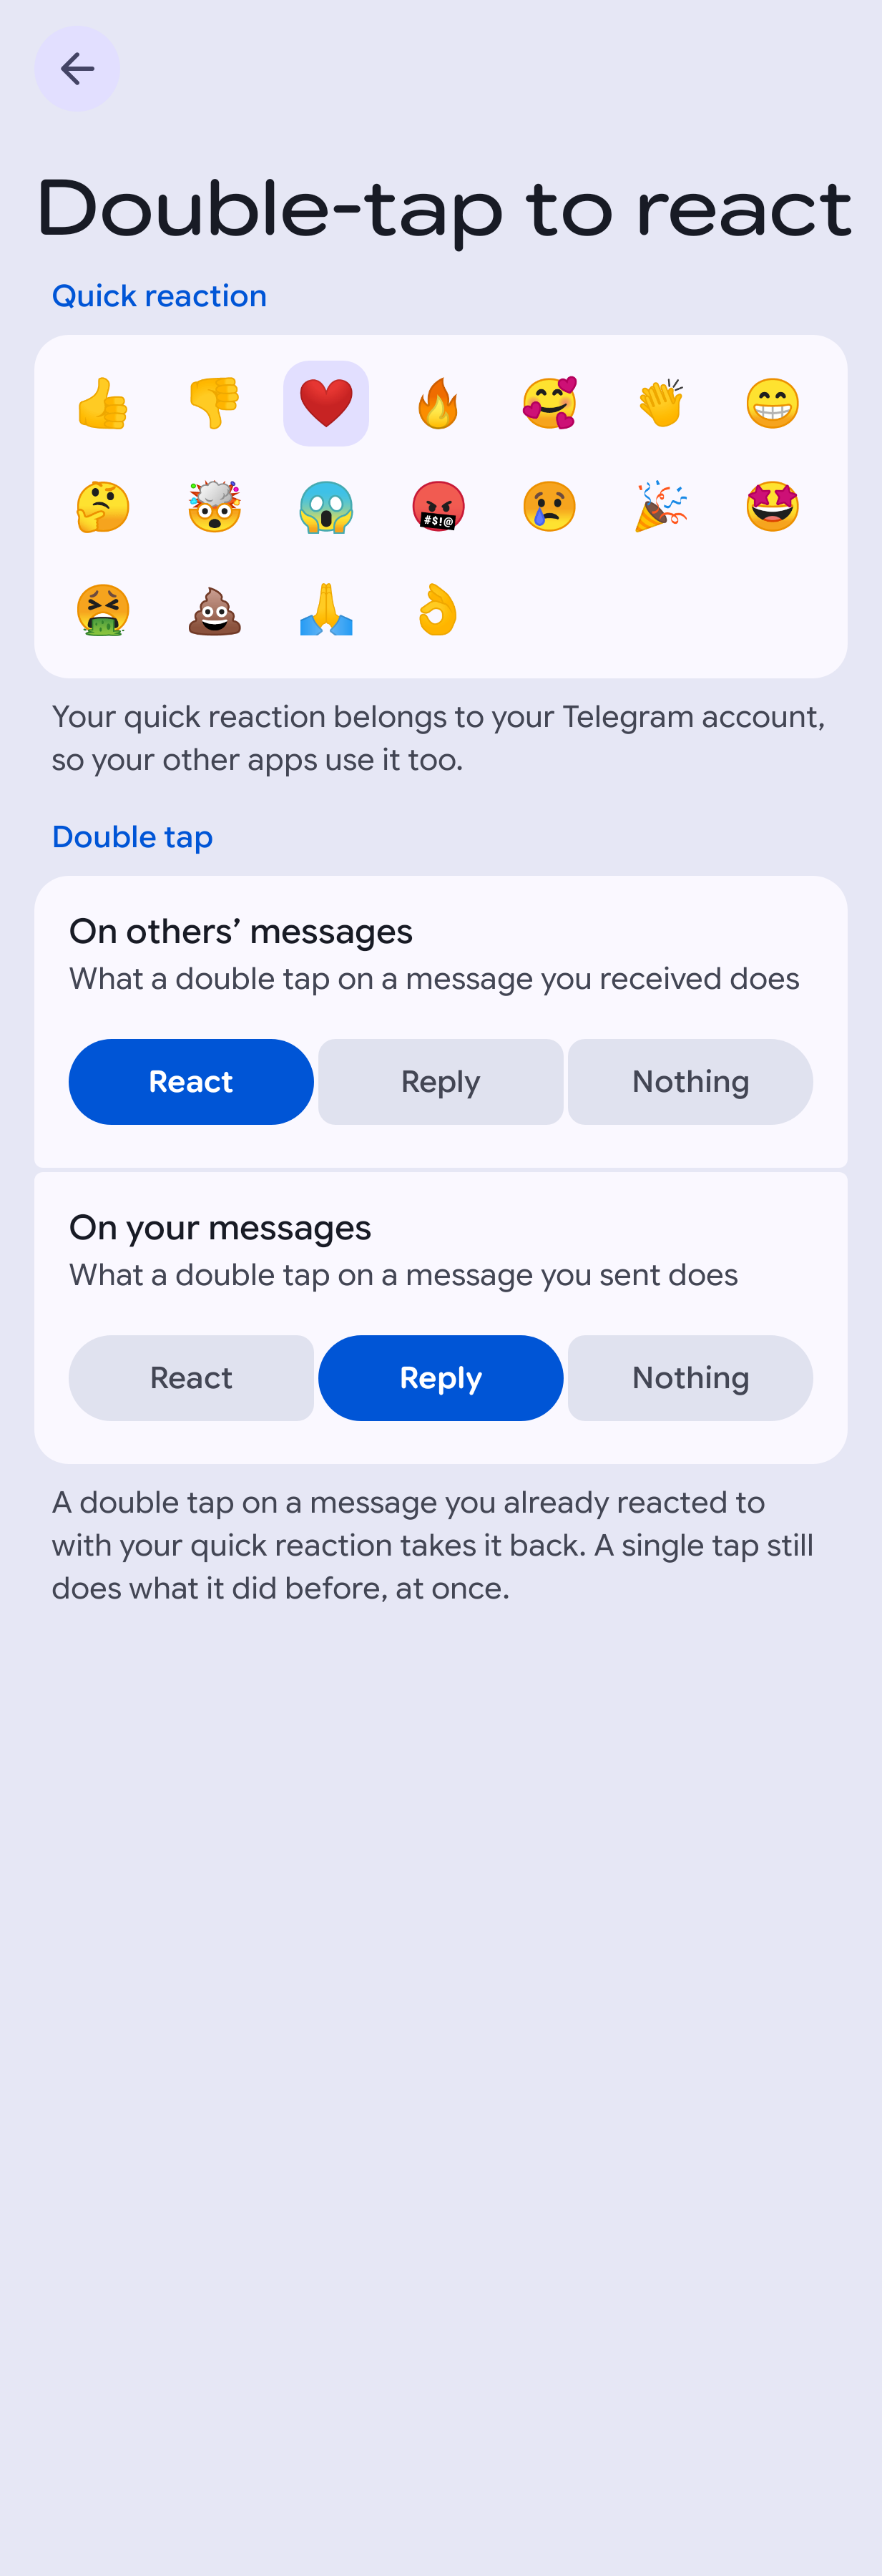 Double-tap to react
Quick reaction
#$!@
Your quick reaction belongs to your Telegram account,
so your other apps use it too.
Double tap
On others’ messages
What a double tap on a message you received does
React
Reply
Nothing
On your messages
What a double tap on a message you sent does
React
Reply
Nothing
A double tap on a message you already reacted to
with your quick reaction takes it back. A single tap still
does what it did before, at once.